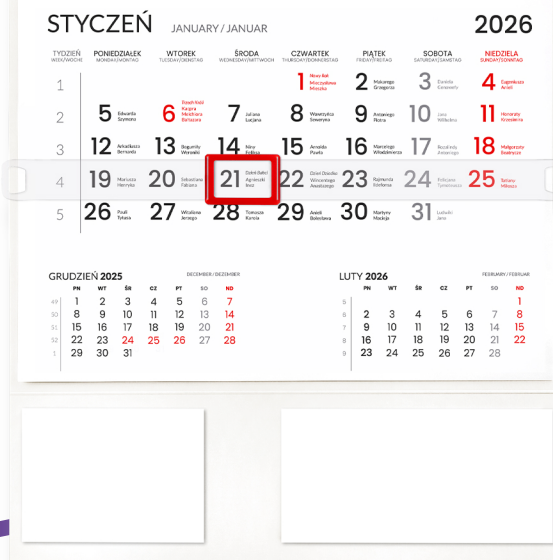 STYCZEŃ JANUARY / JANUAR 2026
TYDZIEŃ PONIEDZIAŁEK WTOREK ŚRODA CZWARTEK PIĄTEK SOBOTA NIEDZIELA
WEEK/WOCHE MONDAY/MONTAG TUESDAY/DIENSTAG WEDNESDAY/MITTWOCH THURSDAY/DONNERSTAG FRIDAY/FREITAG SATURDAY/SAMSTAG SUNDAY/SONNTAG
1 1 Nowy Rok Mieczysława Mieszka 2 Makarego Grzegorza 3 Danuty Genowefy 4 Eugeniusza Anieli
2 5 Edwarda Szymona 6 Trzech Króli Kacpra Melchiora Baltazara 7 Juliana Lucjana 8 Wawrzyńca Seweryna 9 Antoniego 10 Jana Wilhelma 11 Honoraty Krzesimira
3 12 Arkadiusza Bernarda 13 Bogumiły Weroniki 14 Niny Feliksa 15 Arnolda Pawła 16 Marcelego Włodzimierza 17 Rozalindy Antoniego 18 Małgorzaty Beatrycze
4 19 Mariusza Henryka 20 Sebastiana Fabiana 21 Dzień Babci Agnieszki Inez 22 Dzień Dziadka Wincentego Anastazego 23 Rajmunda Ildefonsa 24 Felicjana Tymoteusza 25 Tatiany Miłosza
5 26 Pauli Tytusa 27 Witaliana Jerzego 28 Tomasza Karola 29 Anieli Bolesława 30 Martyny Macieja 31 Ludwiki Jana
GRUDZIEŃ 2025 DECEMBER / DEZEMBER
PN WT ŚR CZ PT SO ND
49 1 2 3 4 5 6 7
50 8 9 10 11 12 13 14
51 15 16 17 18 19 20 21
52 22 23 24 25 26 27 28
1 29 30 31
LUTY 2026 FEBRUARY / FEBRUAR
PN WT ŚR CZ PT SO ND
5 1
6 2 3 4 5 6 7 8
7 9 10 11 12 13 14 15
8 16 17 18 19 20 21 22
9 23 24 25 26 27 28